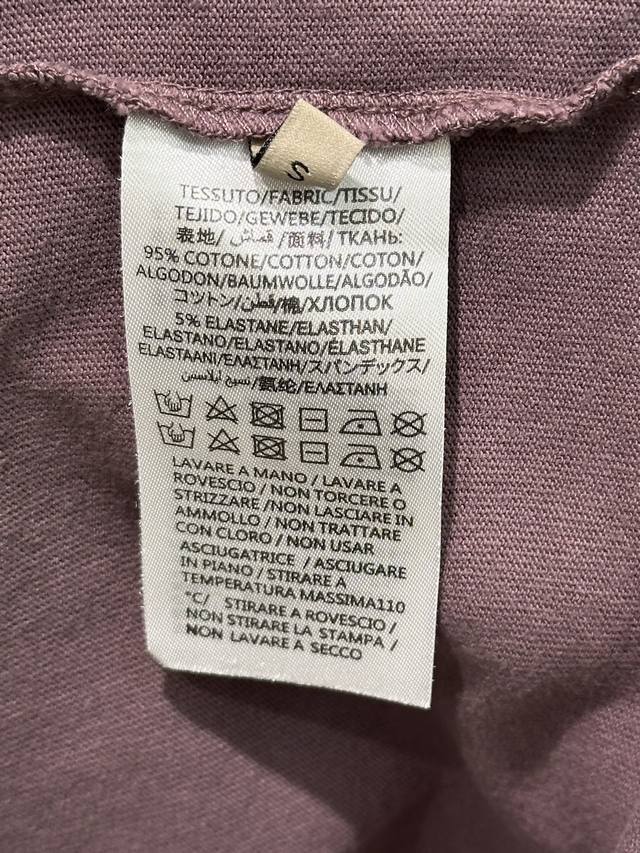 S
TESSUTO/FABRIC/TISSU/
TEJIDO/GEWEBE/TECIDO/
表地/ قماش /面料/ ТКАНЬ:
95% COTONE/COTTON/COTON/
ALGODON/BAUMWOLLE/ALGODÃO/
コットン/قطن/棉/ХЛОПОК
5% ELASTANE/ELASTHAN/
ELASTANO/ELASTANO/ÉLASTHANE
ELASTAANI/ΕΛΑΣΤΑΝΗ/スパンデックス/
نسيج ايلاستين/氨纶/ЕЛАСТАНН
LAVARE A MANO / LAVARE A
ROVESCIO / NON TORCERE O
STRIZZARE / NON LASCIARE IN
AMMOLLO / NON TRATTARE
CON CLORO / NON USAR
ASCIUGATRICE / ASCIUGARE
IN PIANO / STIRARE A
TEMPERATURA MASSIMA110
°C/ STIRARE A ROVESCIO /
NON STIRARE LA STAMPA /
NON LAVARE A SECCO